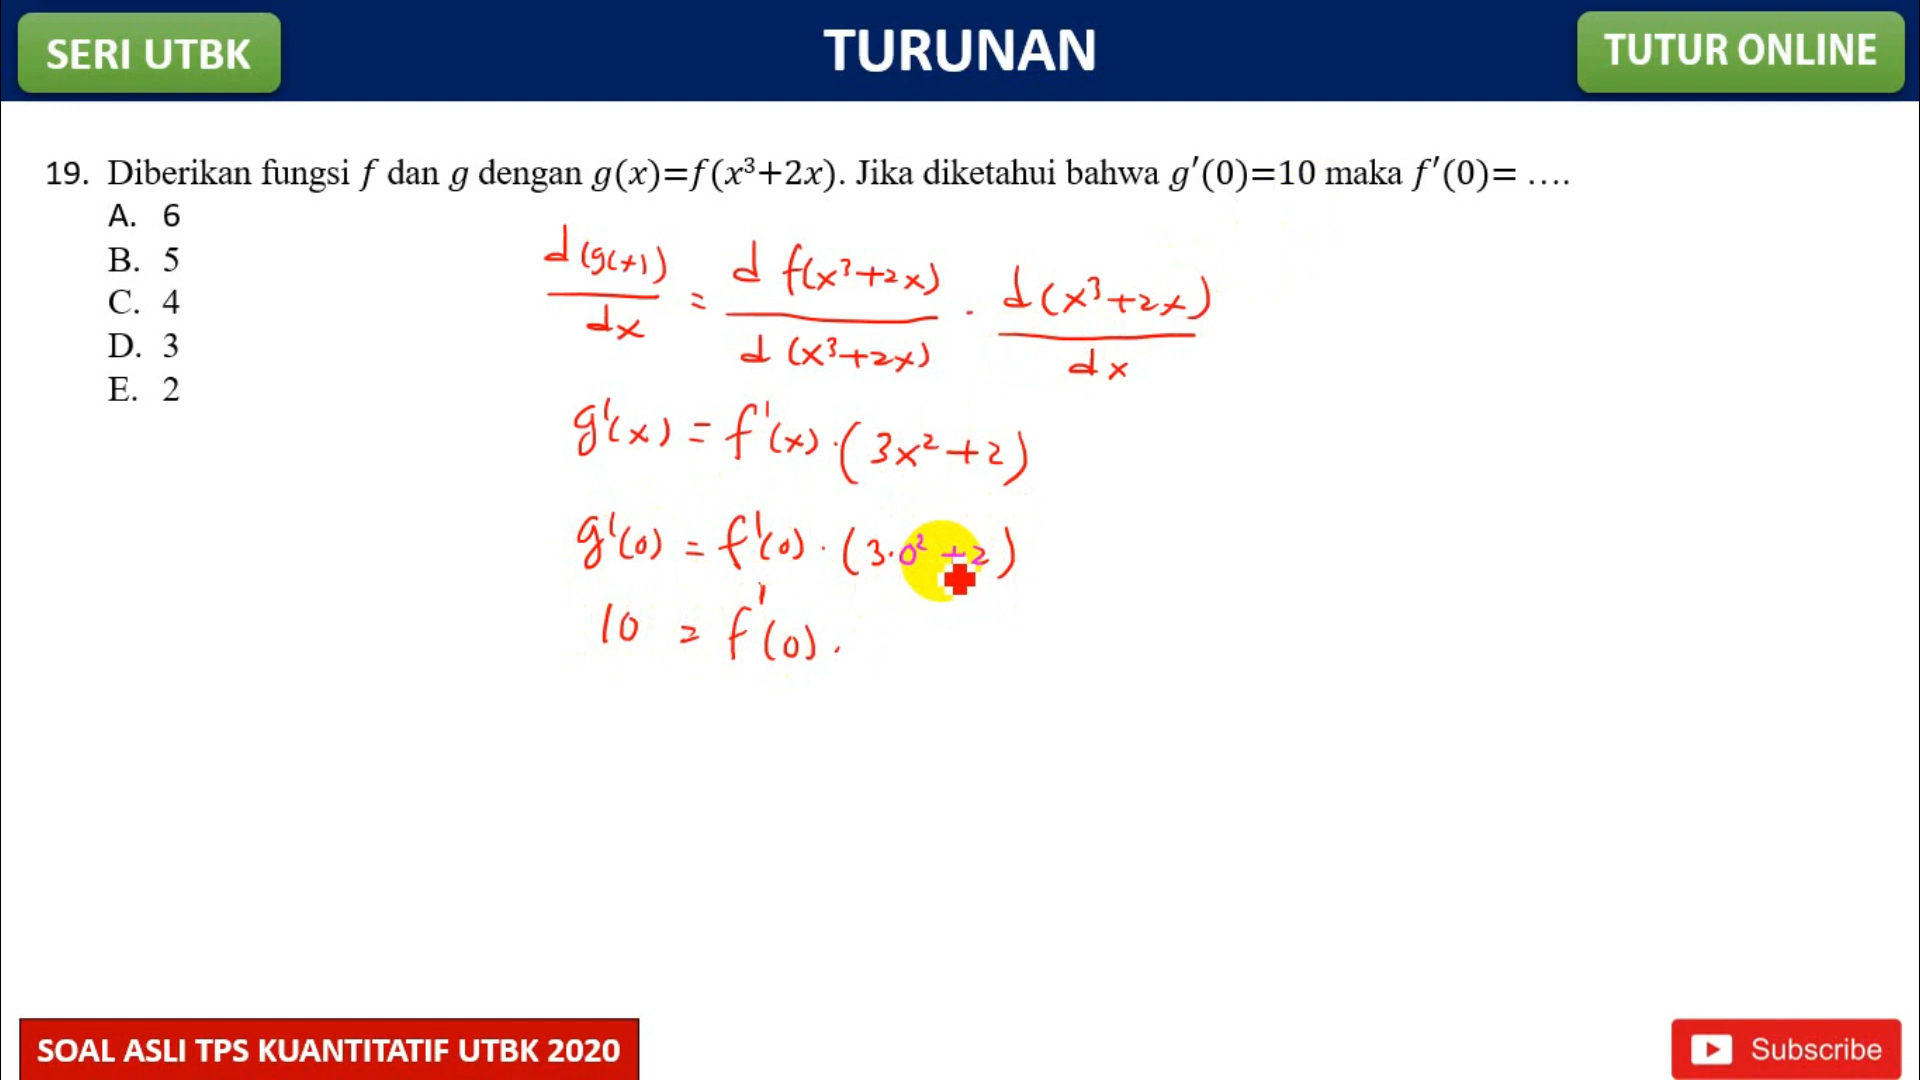 SERI UTBK
TURUNAN
TUTUR ONLINE
19. Diberikan fungsi f dan g dengan g(x)=f(x³+2x). Jika diketahui bahwa g′(0)=10 maka f′(0)= ....
A. 6
B. 5
C. 4
D. 3
E. 2
d(g(x)) / dx = d f(x³+2x) / d(x³+2x) · d(x³+2x) / dx
g'(x) = f'(x) · (3x²+2)
g'(0) = f'(0) · (3·0²+2)
10 = f'(0) ·
SOAL ASLI TPS KUANTITATIF UTBK 2020
Subscribe